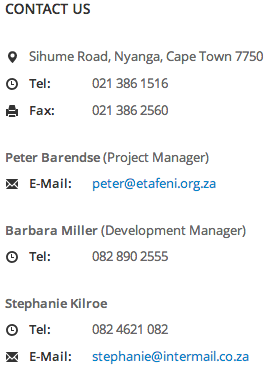 CONTACT US
Sihume Road, Nyanga, Cape Town 7750
Tel: 021 386 1516
Fax: 021 386 2560
Peter Barendse (Project Manager)
E-Mail: peter@etafeni.org.za
Barbara Miller (Development Manager)
Tel: 082 890 2555
Stephanie Kilroe
Tel: 082 4621 082
E-Mail: stephanie@intermail.co.za